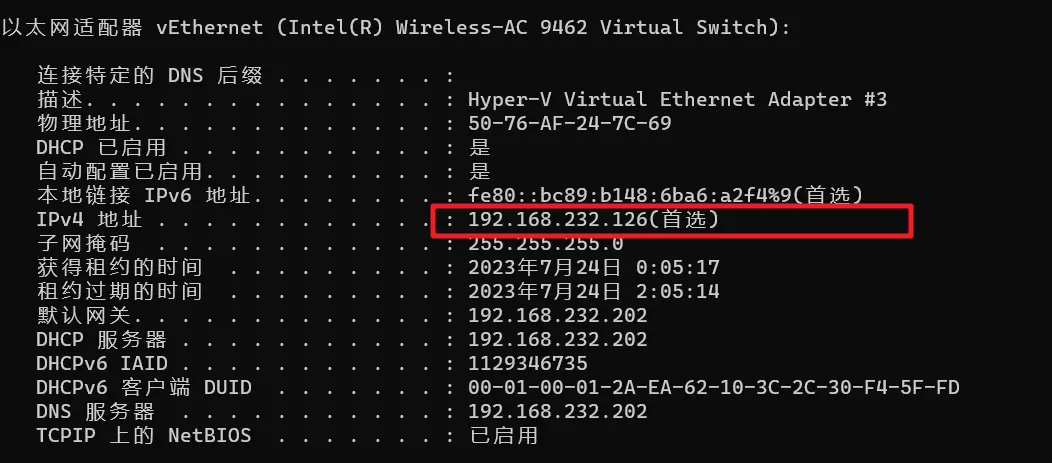 以太网适配器 vEthernet (Intel(R) Wireless-AC 9462 Virtual Switch):
连接特定的 DNS 后缀 . . . . . . . :
描述. . . . . . . . . . . . . . . : Hyper-V Virtual Ethernet Adapter #3
物理地址. . . . . . . . . . . . . : 50-76-AF-24-7C-69
DHCP 已启用 . . . . . . . . . . . : 是
自动配置已启用. . . . . . . . . . : 是
本地链接 IPv6 地址. . . . . . . . : fe80::bc89:b148:6ba6:a2f4%9(首选)
IPv4 地址 . . . . . . . . . . . . : 192.168.232.126(首选)
子网掩码 . . . . . . . . . . . . : 255.255.255.0
获得租约的时间 . . . . . . . . . : 2023年7月24日 0:05:17
租约过期的时间 . . . . . . . . . : 2023年7月24日 2:05:14
默认网关. . . . . . . . . . . . . : 192.168.232.202
DHCP 服务器 . . . . . . . . . . . : 192.168.232.202
DHCPv6 IAID . . . . . . . . . . . : 1129346735
DHCPv6 客户端 DUID . . . . . . . : 00-01-00-01-2A-EA-62-10-3C-2C-30-F4-5F-FD
DNS 服务器 . . . . . . . . . . . : 192.168.232.202
TCPIP 上的 NetBIOS . . . . . . . : 已启用